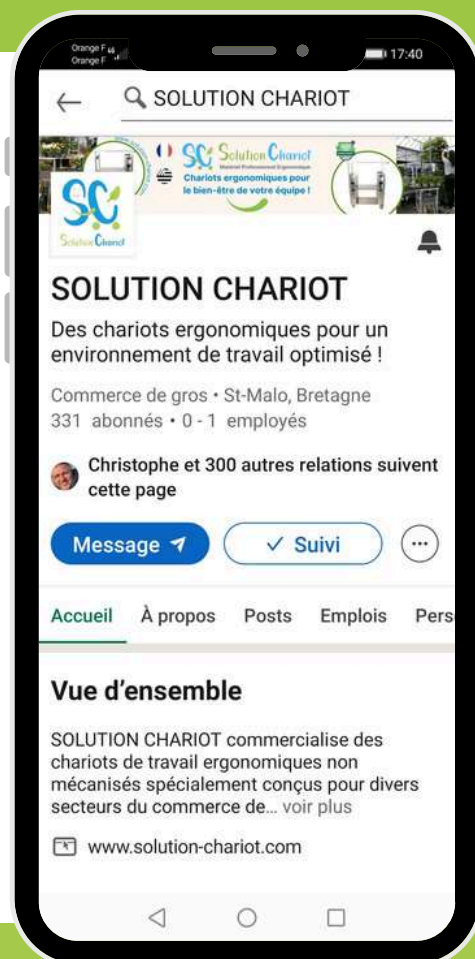 Orange F
Orange F
17:40
SOLUTION CHARIOT
SC Solution Chariot
Matériel Professionnel Ergonomique
Chariots ergonomiques pour
le bien-être de votre équipe !
SC
Solution Chariot
SOLUTION CHARIOT
Des chariots ergonomiques pour un
environnement de travail optimisé !
Commerce de gros • St-Malo, Bretagne
331 abonnés • 0 - 1 employés
Christophe et 300 autres relations suivent
cette page
Message
Suivi
Accueil À propos Posts Emplois Pers
Vue d’ensemble
SOLUTION CHARIOT commercialise des
chariots de travail ergonomiques non
mécanisés spécialement conçus pour divers
secteurs du commerce de... voir plus
www.solution-chariot.com